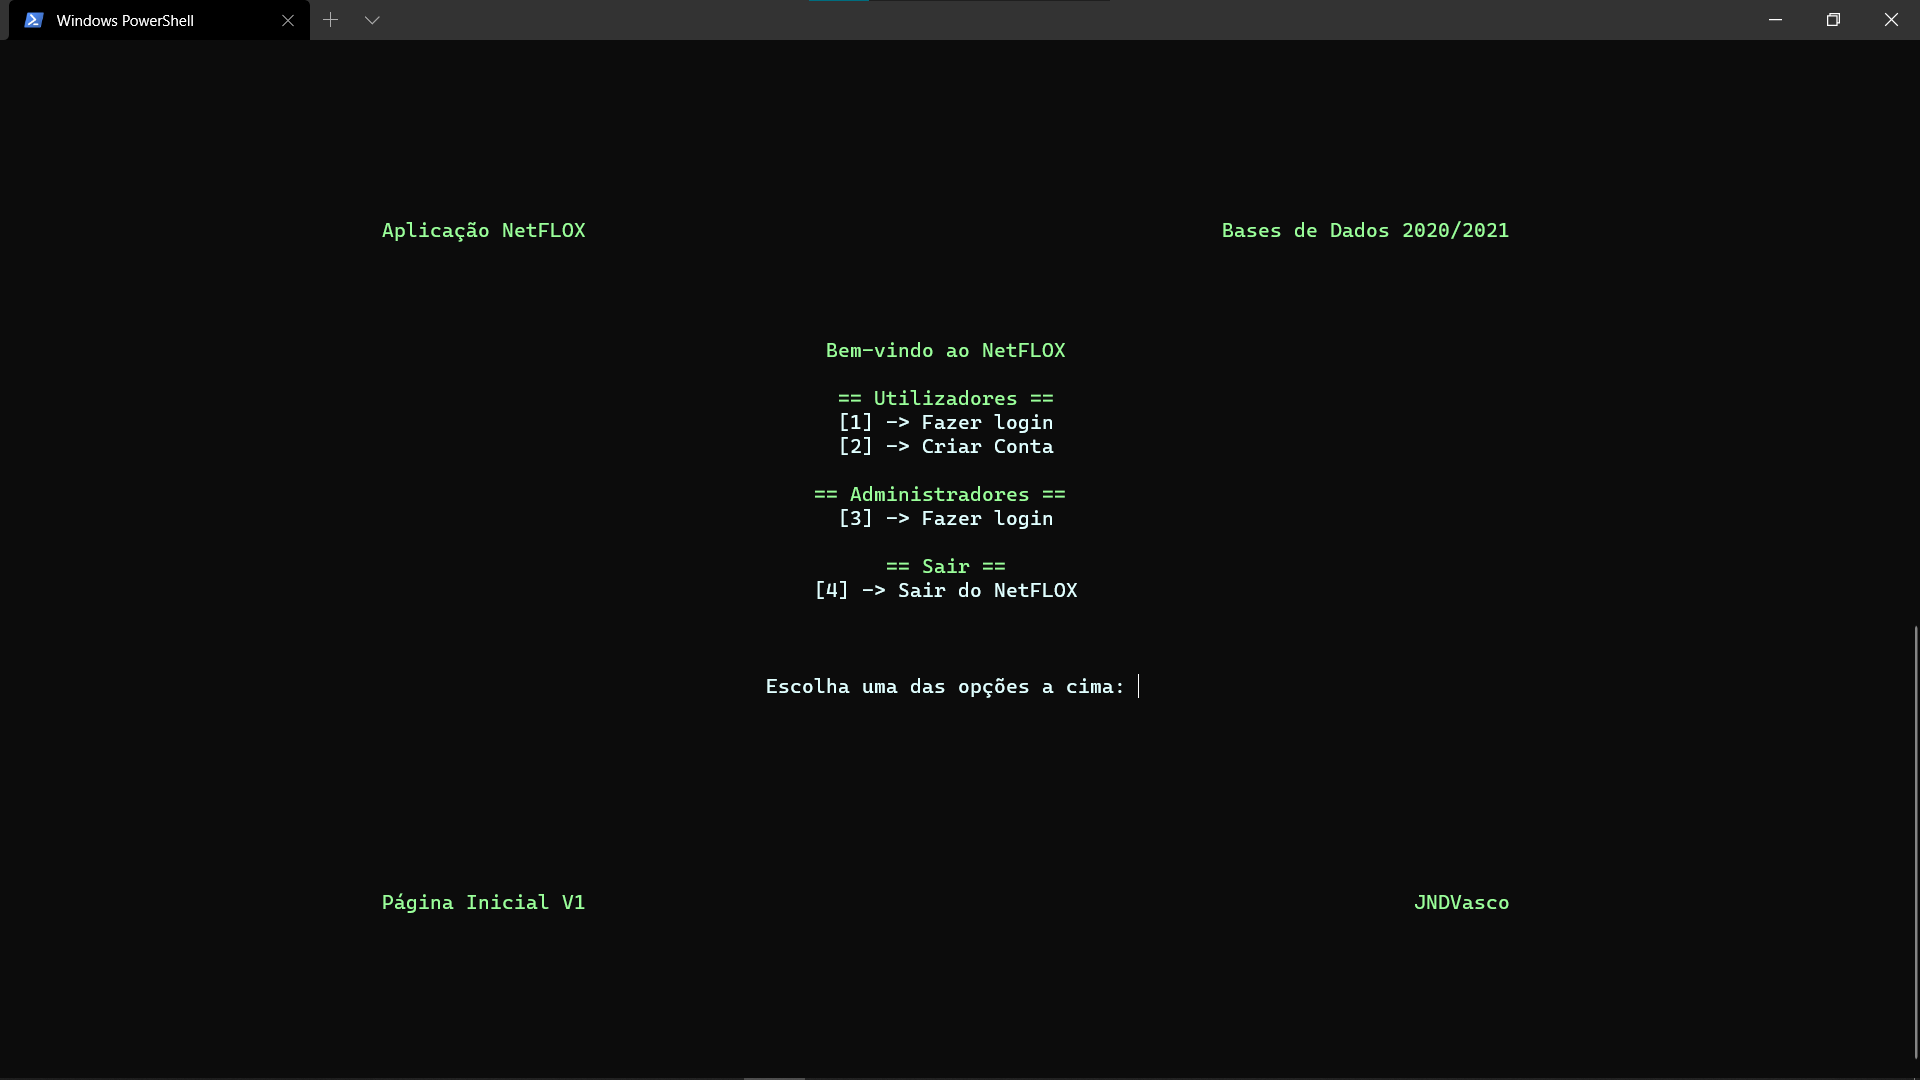 Windows PowerShell
Aplicação NetFLOX
Bases de Dados 2020/2021
Bem-vindo ao NetFLOX
== Utilizadores ==
[1] -> Fazer login
[2] -> Criar Conta
== Administradores ==
[3] -> Fazer login
== Sair ==
[4] -> Sair do NetFLOX
Escolha uma das opções a cima:
Página Inicial V1
JNDVasco